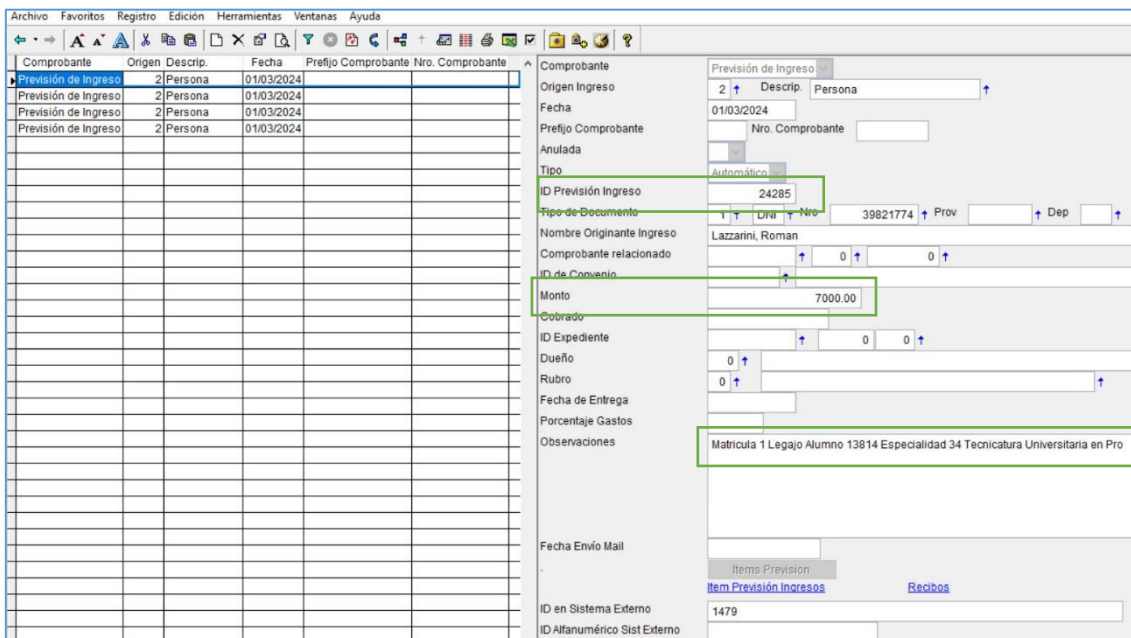 Archivo Favoritos Registro Edición Herramientas Ventanas Ayuda
Comprobante Origen Descrip. Fecha Prefijo Comprobante Nro. Comprobante
Previsión de Ingreso 2 Persona 01/03/2024
Previsión de Ingreso 2 Persona 01/03/2024
Previsión de Ingreso 2 Persona 01/03/2024
Previsión de Ingreso 2 Persona 01/03/2024
Comprobante Previsión de Ingreso
Origen Ingreso 2 Descrip. Persona
Fecha 01/03/2024
Prefijo Comprobante Nro. Comprobante
Anulada
Tipo Automático
ID Previsión Ingreso 24285
Tipo de Documento 1 DNI Nro 39821774 Prov Dep
Nombre Originante Ingreso Lazzarini, Roman
Comprobante relacionado 0 0
ID de Convenio
Monto 7000.00
Cobrado
ID Expediente 0 0
Dueño 0
Rubro 0
Fecha de Entrega
Porcentaje Gastos
Observaciones Matricula 1 Legajo Alumno 13814 Especialidad 34 Tecnicatura Universitaria en Pro
Fecha Envío Mail
. Items Prevision
Item Previsión Ingresos Recibos
ID en Sistema Externo 1479
ID Alfanumérico Sist Externo